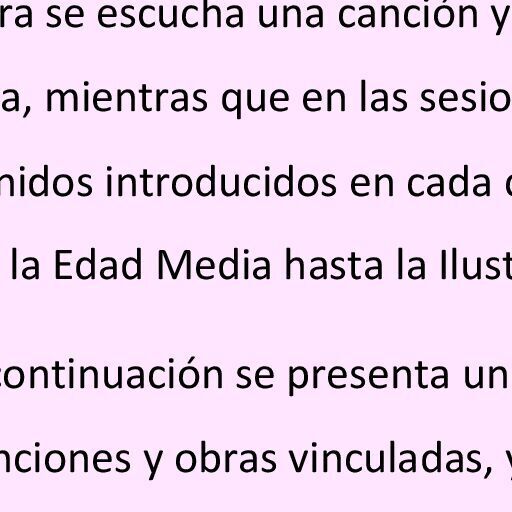 ra se escucha una canción y
a, mientras que en las sesio
nidos introducidos en cada
la Edad Media hasta la Ilust
continuación se presenta un
nciones y obras vinculadas,